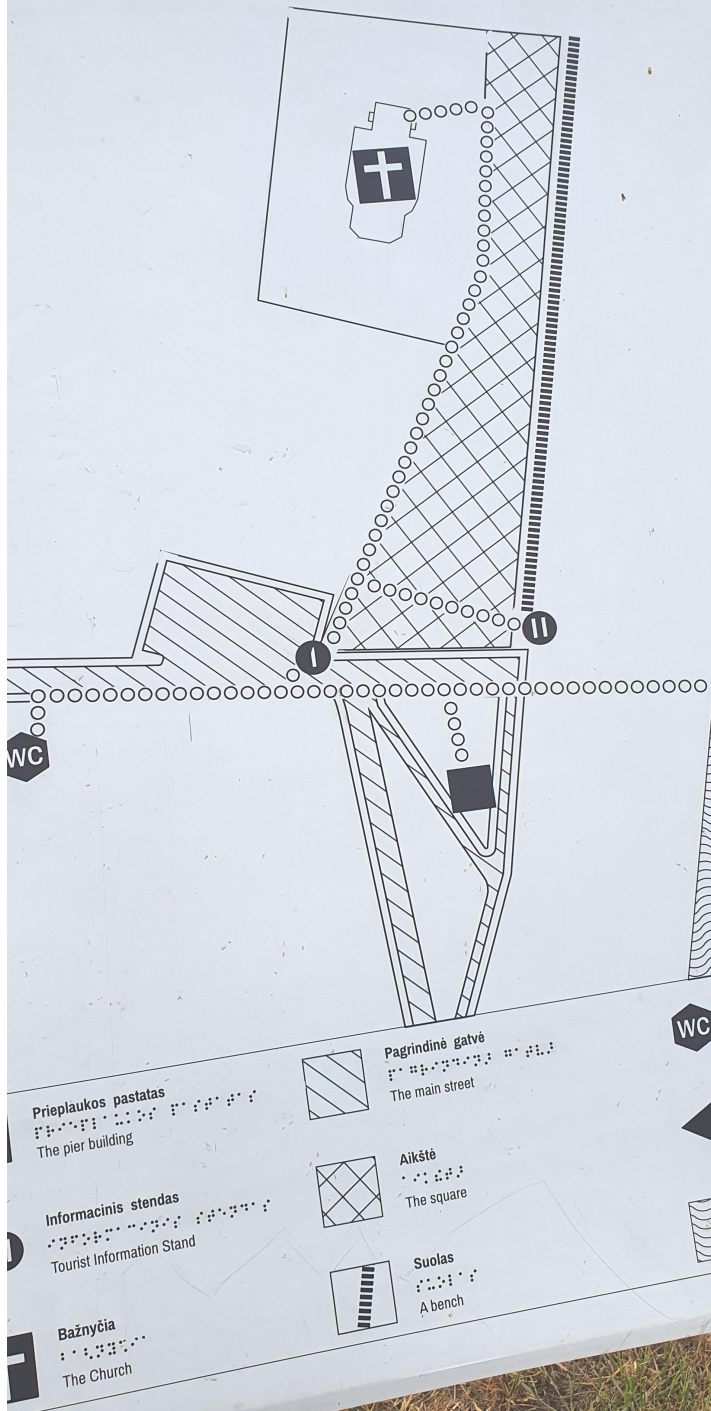 I
II
WC
Prieplaukos pastatas
The pier building
Informacinis stendas
Tourist Information Stand
Bažnyčia
The Church
Pagrindinė gatvė
The main street
Aikštė
The square
Suolas
A bench
WC